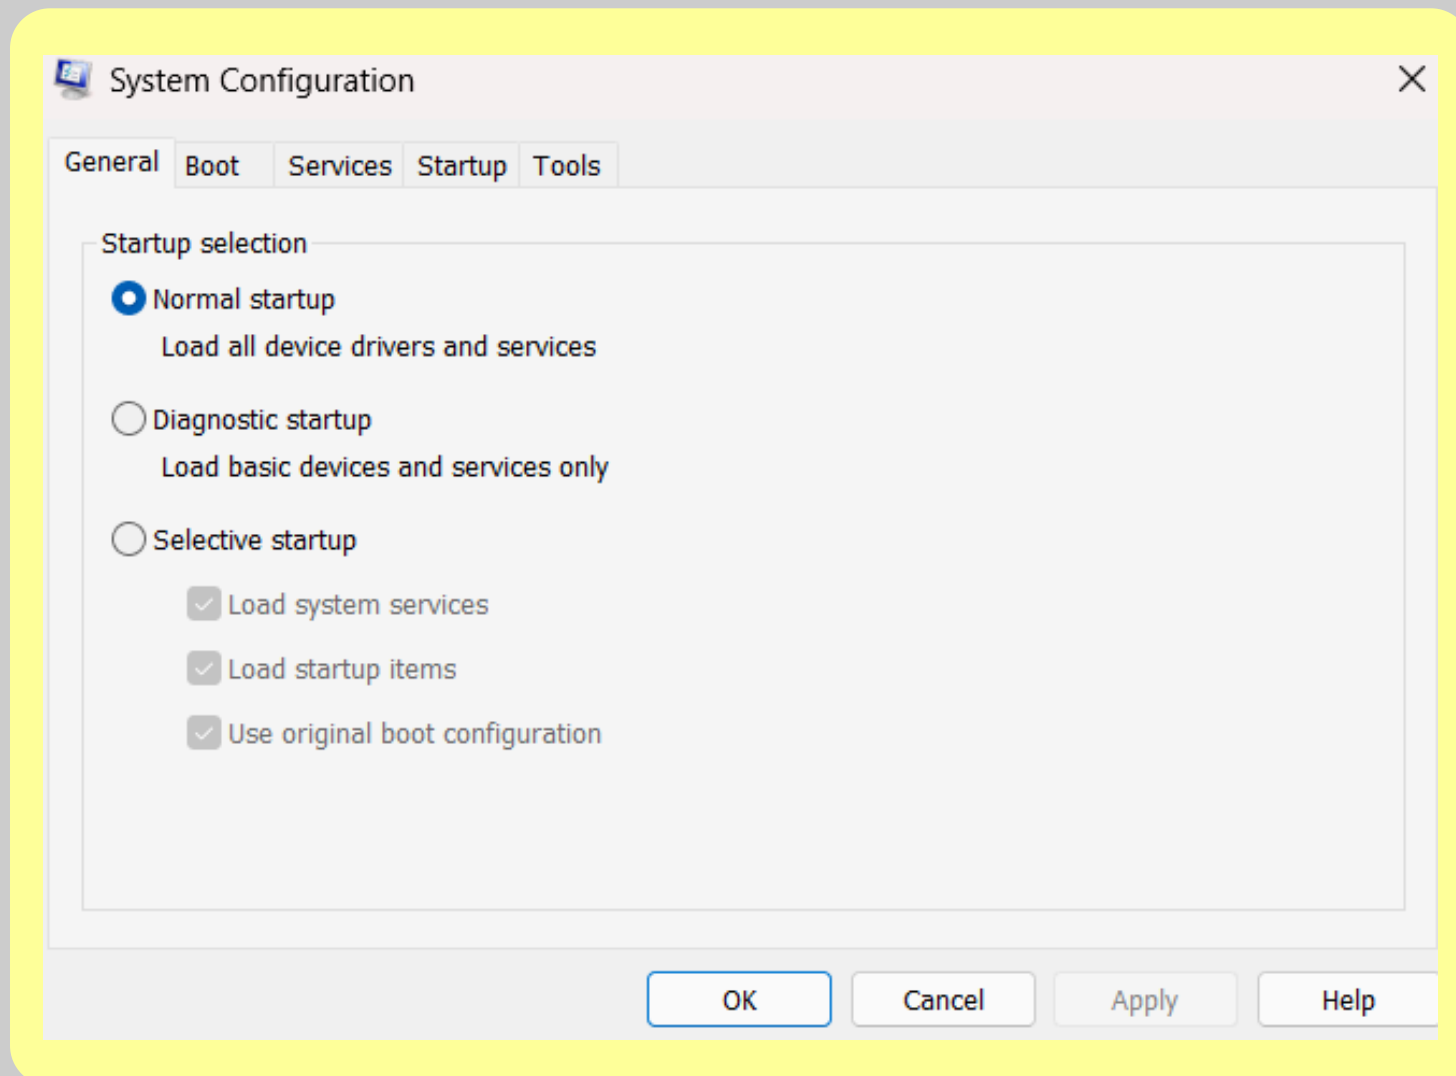 System Configuration
General Boot Services Startup Tools
Startup selection
Normal startup
Load all device drivers and services
Diagnostic startup
Load basic devices and services only
Selective startup
Load system services
Load startup items
Use original boot configuration
OK Cancel Apply Help